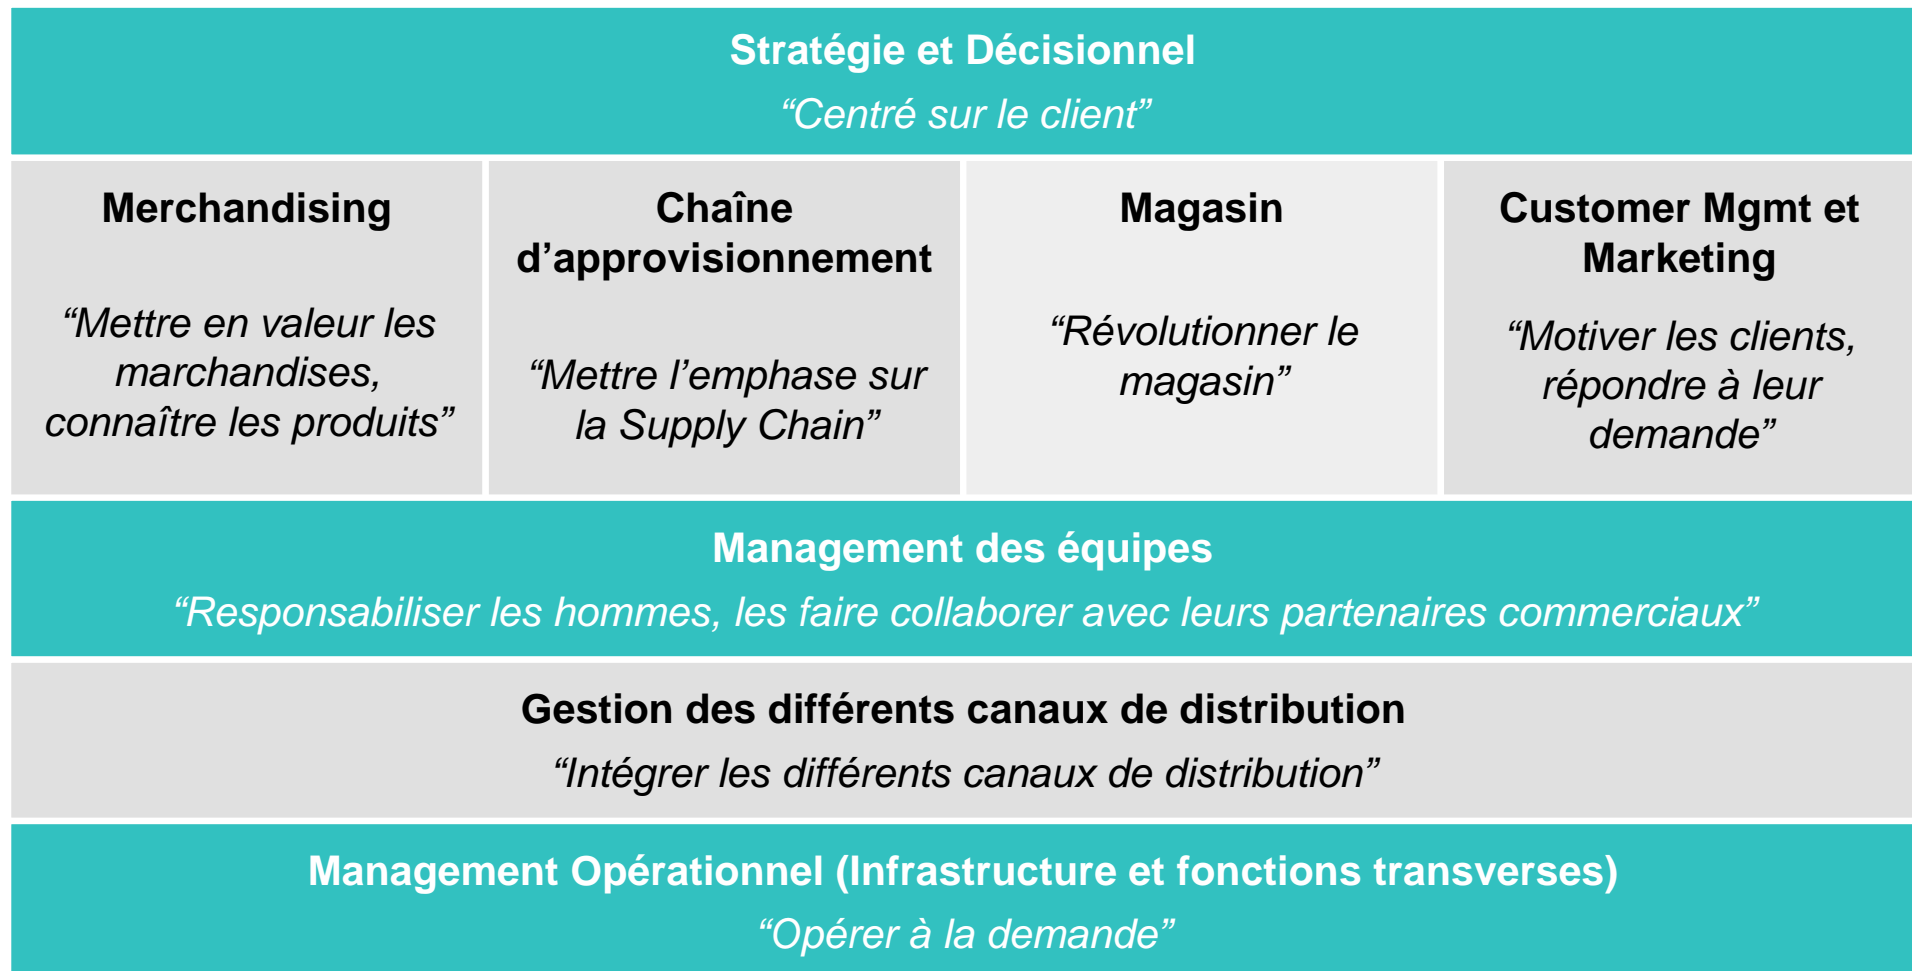 Stratégie et Décisionnel
“Centré sur le client”
Merchandising
“Mettre en valeur les
marchandises,
connaître les produits”
Chaîne
d’approvisionnement
“Mettre l’emphase sur
la Supply Chain”
Magasin
“Révolutionner le
magasin”
Customer Mgmt et
Marketing
“Motiver les clients,
répondre à leur
demande”
Management des équipes
“Responsabiliser les hommes, les faire collaborer avec leurs partenaires commerciaux”
Gestion des différents canaux de distribution
“Intégrer les différents canaux de distribution”
Management Opérationnel (Infrastructure et fonctions transverses)
“Opérer à la demande”